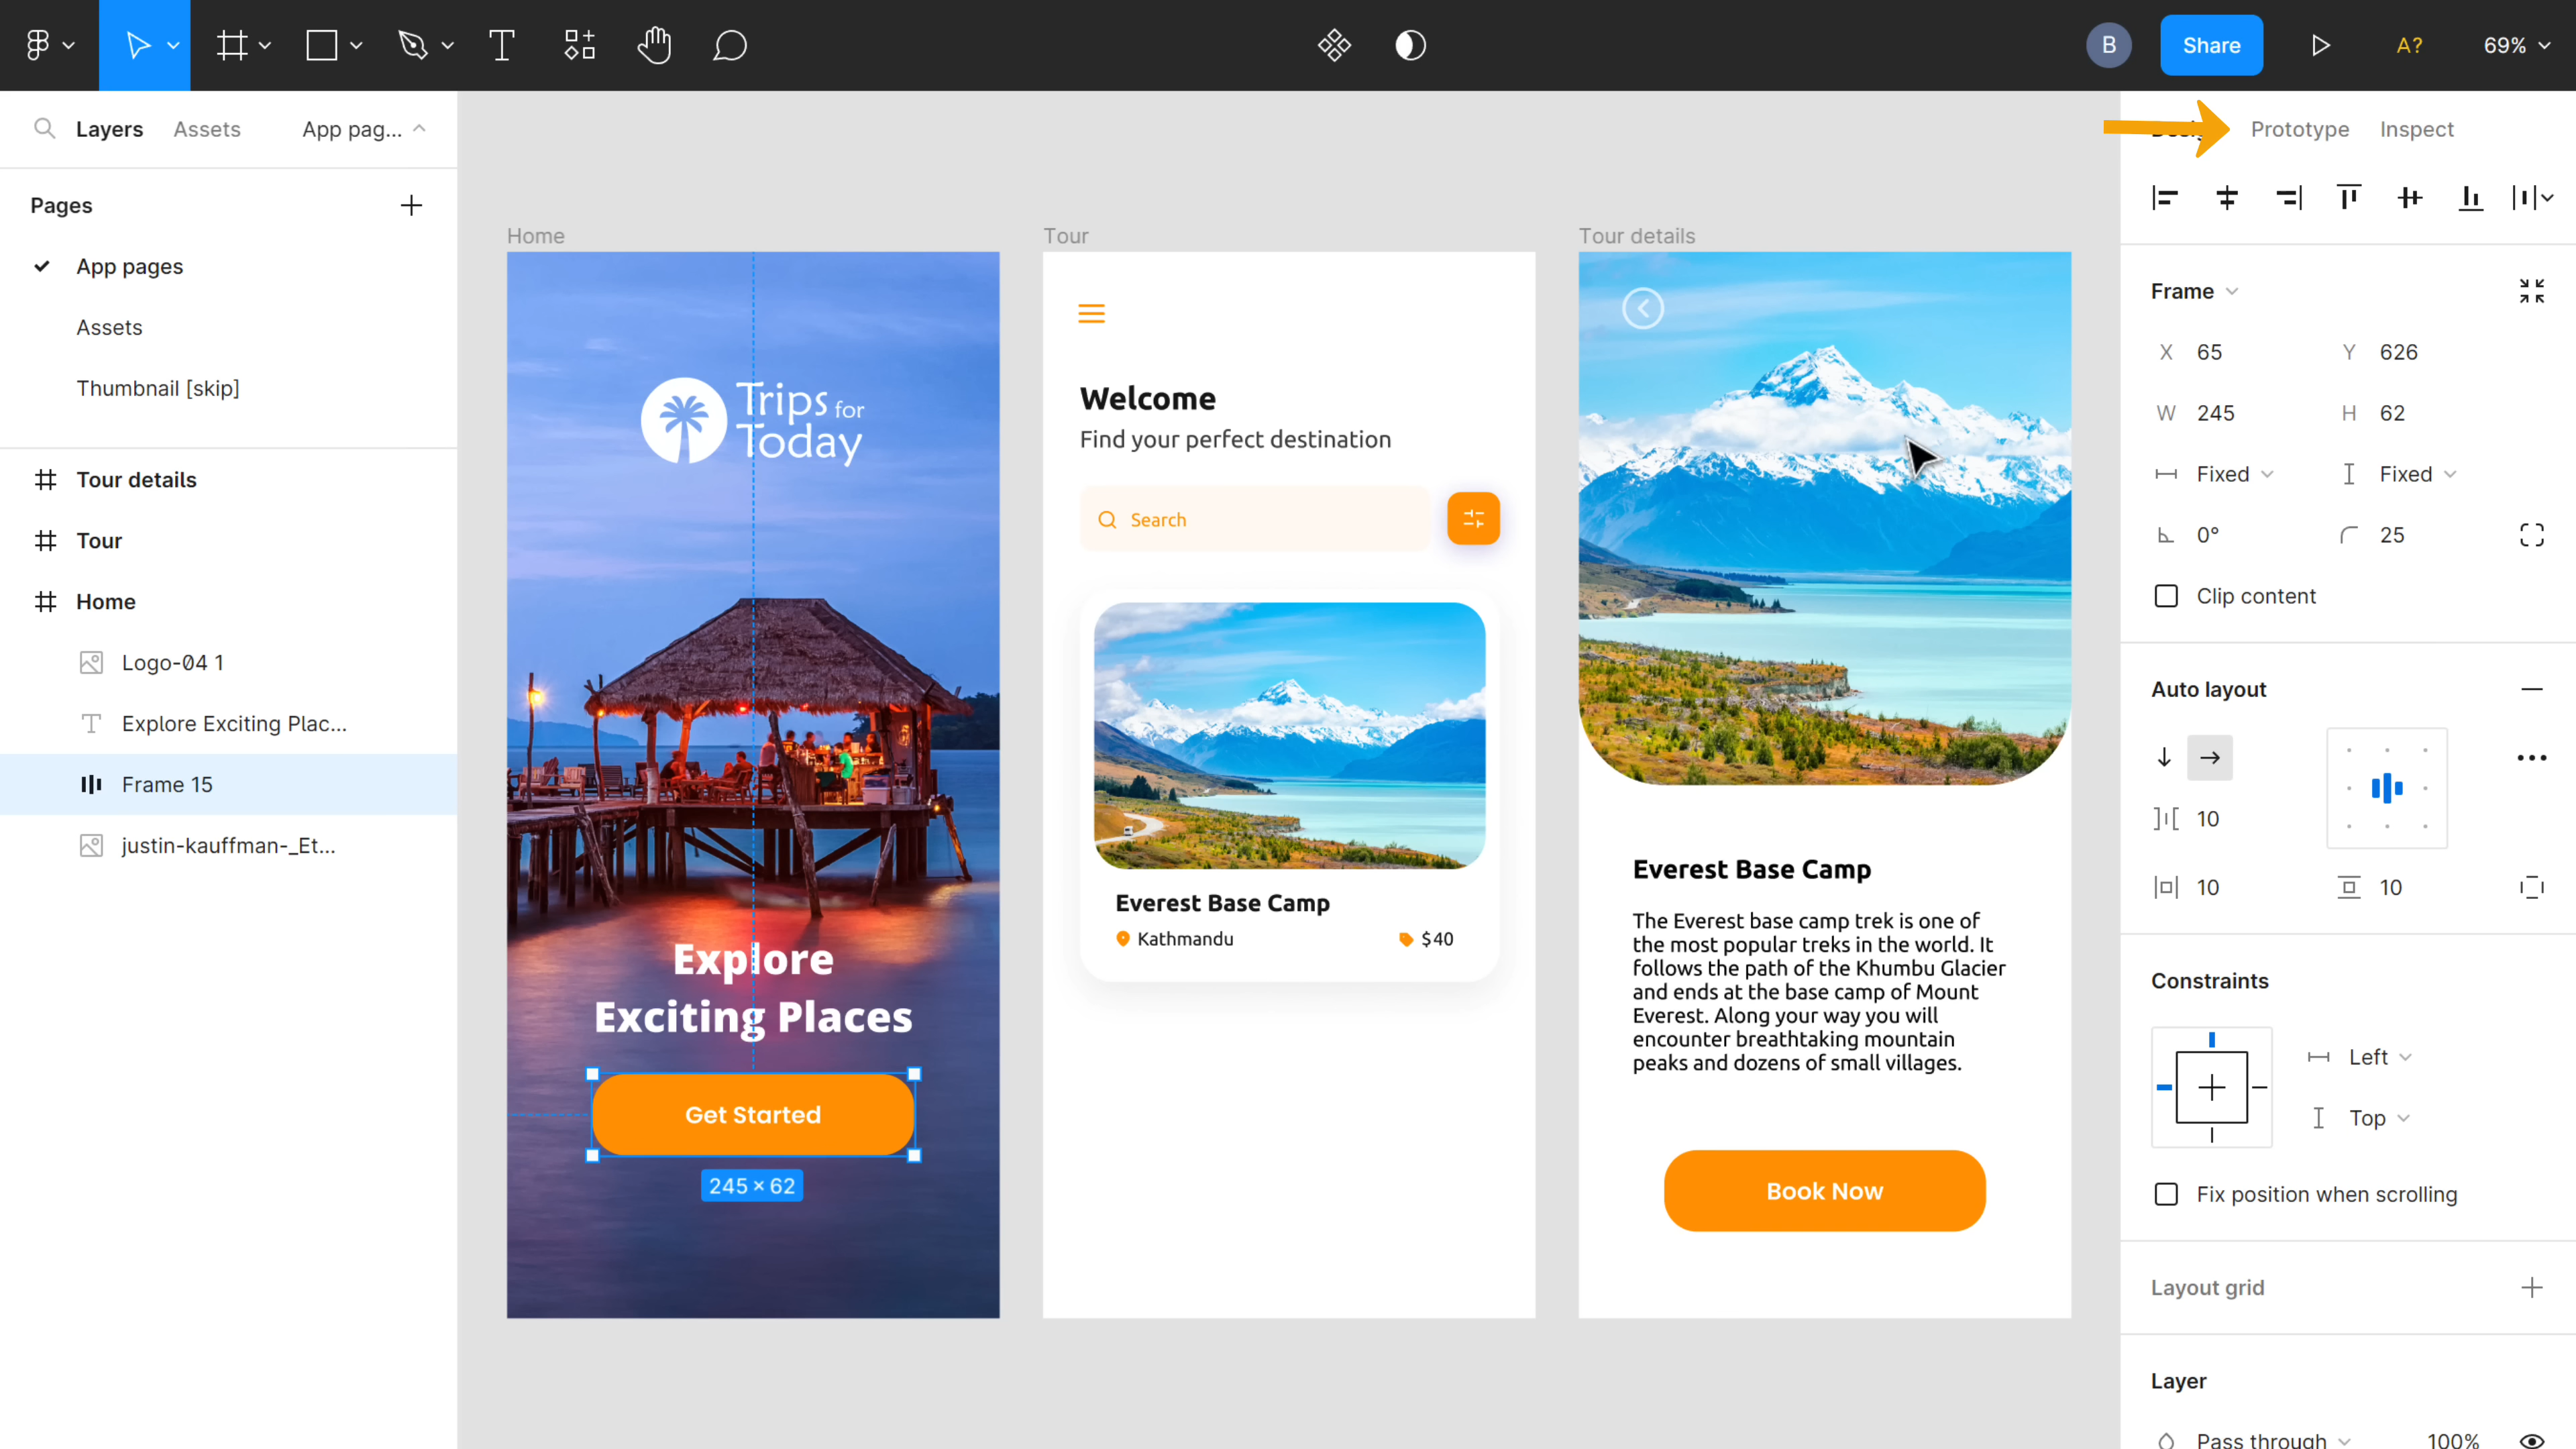 B
Share
A?
69%
Layers
Assets
App pag...
Prototype
Inspect
Pages
App pages
Assets
Thumbnail [skip]
Tour details
Tour
Home
Logo-04 1
Explore Exciting Plac...
Frame 15
justin-kauffman-_Et...
Home
Trips for
Today
Explore
Exciting Places
Get Started
245 × 62
Tour
Welcome
Find your perfect destination
Search
Everest Base Camp
Kathmandu
$40
Tour details
Everest Base Camp
The Everest base camp trek is one of
the most popular treks in the world. It
follows the path of the Khumbu Glacier
and ends at the base camp of Mount
Everest. Along your way you will
encounter breathtaking mountain
peaks and dozens of small villages.
Book Now
Frame
X 65
Y 626
W 245
H 62
Fixed
Fixed
0°
25
Clip content
Auto layout
10
10
10
Constraints
Left
Top
Fix position when scrolling
Layout grid
Layer
Pass through
100%